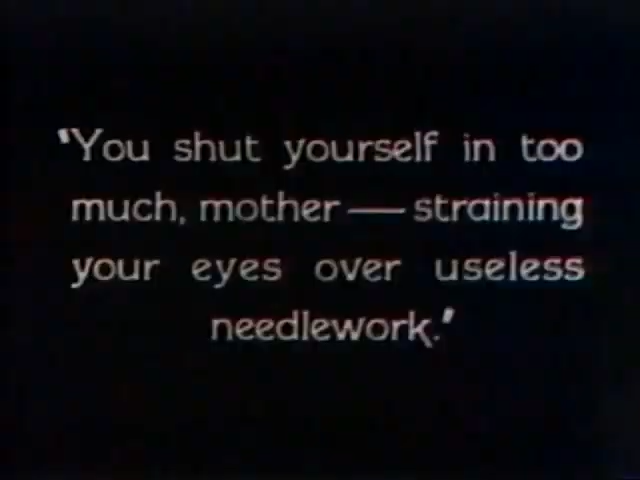 'You shut yourself in too
much, mother — straining
your eyes over useless
needlework.'